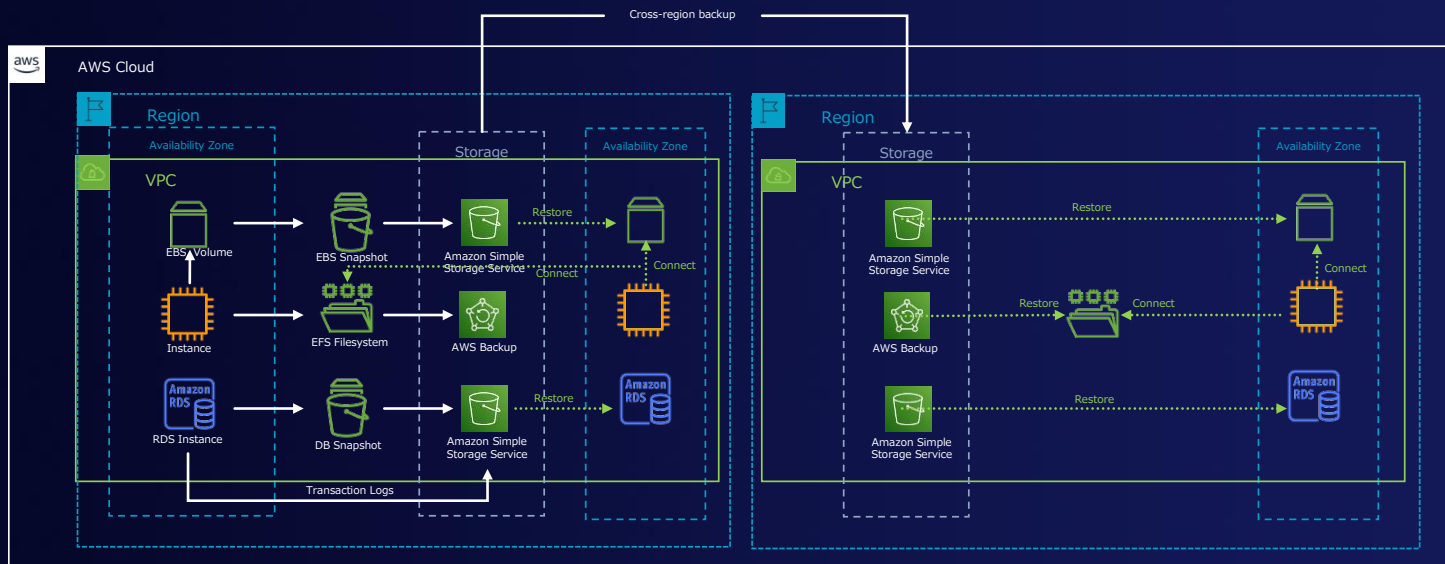 Cross-region backup
aws
AWS Cloud
Region
Availability Zone
Storage
Availability Zone
VPC
EBS Volume
EBS Snapshot
Amazon Simple
Storage Service
Restore
Connect
Connect
Instance
EFS Filesystem
AWS Backup
Amazon
RDS
RDS Instance
DB Snapshot
Amazon Simple
Storage Service
Restore
Amazon
RDS
Transaction Logs
Region
Storage
Availability Zone
VPC
Amazon Simple
Storage Service
Restore
Connect
AWS Backup
Restore
Connect
Amazon Simple
Storage Service
Restore
Amazon
RDS